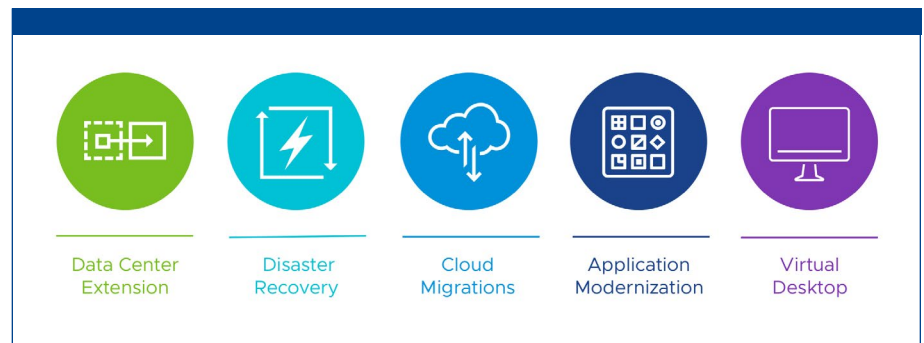 Data Center
Extension
Disaster
Recovery
Cloud
Migrations
Application
Modernization
Virtual
Desktop